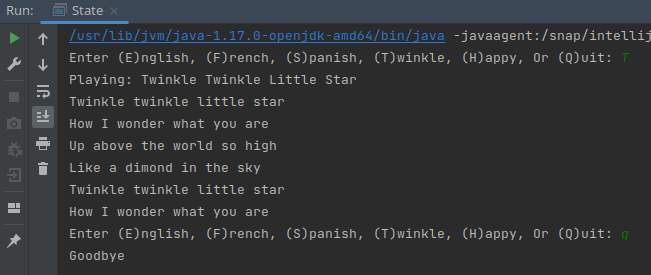 Run: State
/usr/lib/jvm/java-1.17.0-openjdk-amd64/bin/java -javaagent:/snap/intellij
Enter (E)nglish, (F)rench, (S)panish, (T)winkle, (H)appy, Or (Q)uit: T
Playing: Twinkle Twinkle Little Star
Twinkle twinkle little star
How I wonder what you are
Up above the world so high
Like a dimond in the sky
Twinkle twinkle little star
How I wonder what you are
Enter (E)nglish, (F)rench, (S)panish, (T)winkle, (H)appy, Or (Q)uit: q
Goodbye